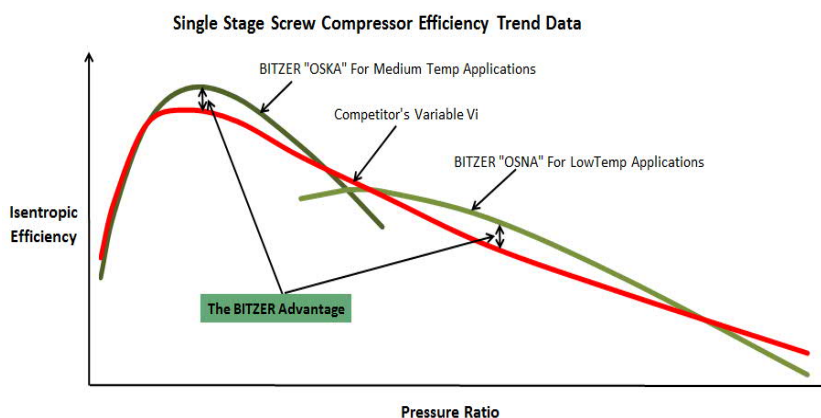 Single Stage Screw Compressor Efficiency Trend Data
BITZER "OSKA" For Medium Temp Applications
Competitor's Variable Vi
BITZER "OSNA" For LowTemp Applications
Isentropic
Efficiency
The BITZER Advantage
Pressure Ratio